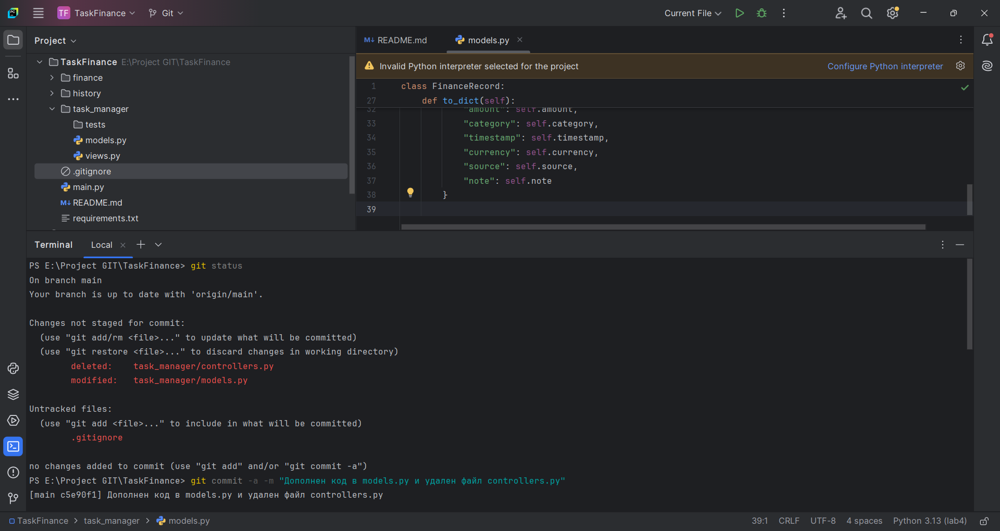 TF TaskFinance Git Current File
Project
README.md models.py
TaskFinance E:\Project GIT\TaskFinance
finance
history
task_manager
tests
models.py
views.py
.gitignore
main.py
README.md
requirements.txt
Invalid Python interpreter selected for the project Configure Python interpreter
1 class FinanceRecord:
27 def to_dict(self):
32 "amount": self.amount,
33 "category": self.category,
34 "timestamp": self.timestamp,
35 "currency": self.currency,
36 "source": self.source,
37 "note": self.note
38 }
39
Terminal Local
PS E:\Project GIT\TaskFinance> git status
On branch main
Your branch is up to date with 'origin/main'.
Changes not staged for commit:
(use "git add/rm <file>..." to update what will be committed)
(use "git restore <file>..." to discard changes in working directory)
deleted: task_manager/controllers.py
modified: task_manager/models.py
Untracked files:
(use "git add <file>..." to include in what will be committed)
.gitignore
no changes added to commit (use "git add" and/or "git commit -a")
PS E:\Project GIT\TaskFinance> git commit -a -m "Дополнен код в models.py и удален файл controllers.py"
[main c5e90f1] Дополнен код в models.py и удален файл controllers.py
TaskFinance > task_manager > models.py 39:1 CRLF UTF-8 4 spaces Python 3.13 (lab4)